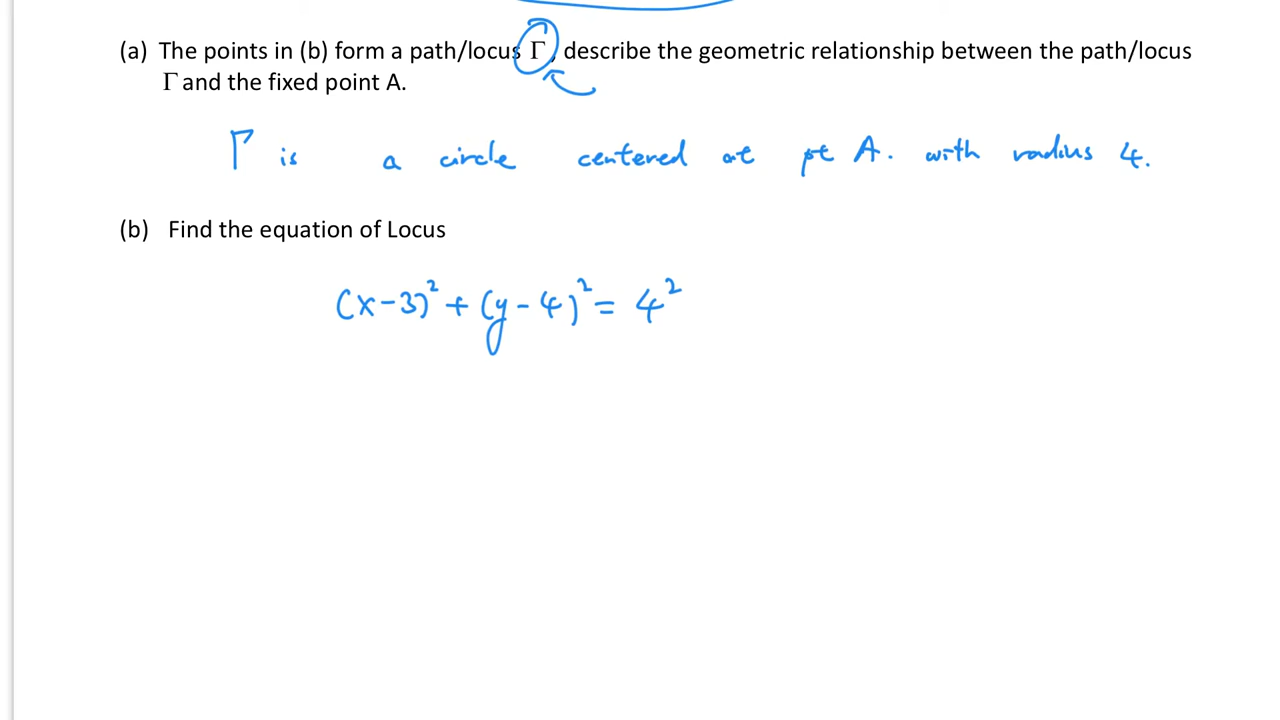 (a) The points in (b) form a path/locus Γ, describe the geometric relationship between the path/locus
Γ and the fixed point A.
Γ is a circle centered at pt A. with radius 4.
(b) Find the equation of Locus
(x-3)² + (y-4)² = 4²